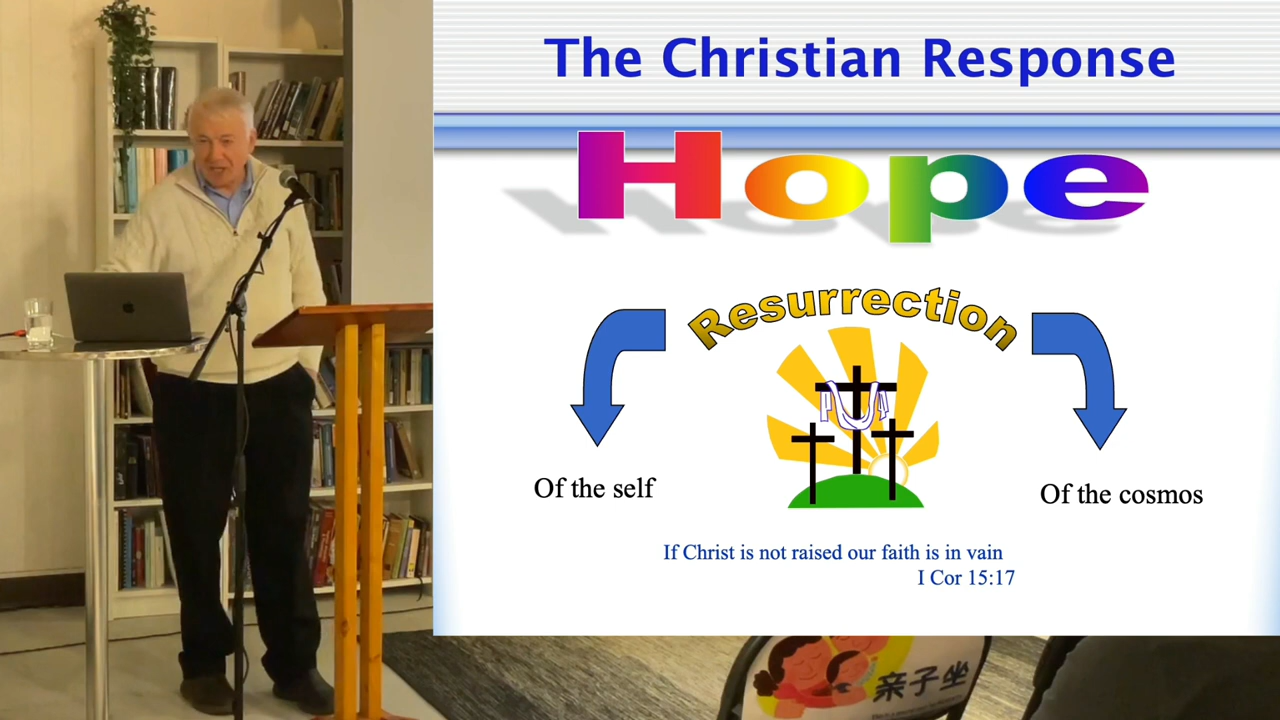 The Christian Response
Hope
Resurrection
Of the self
Of the cosmos
If Christ is not raised our faith is in vain
I Cor 15:17
亲子坐